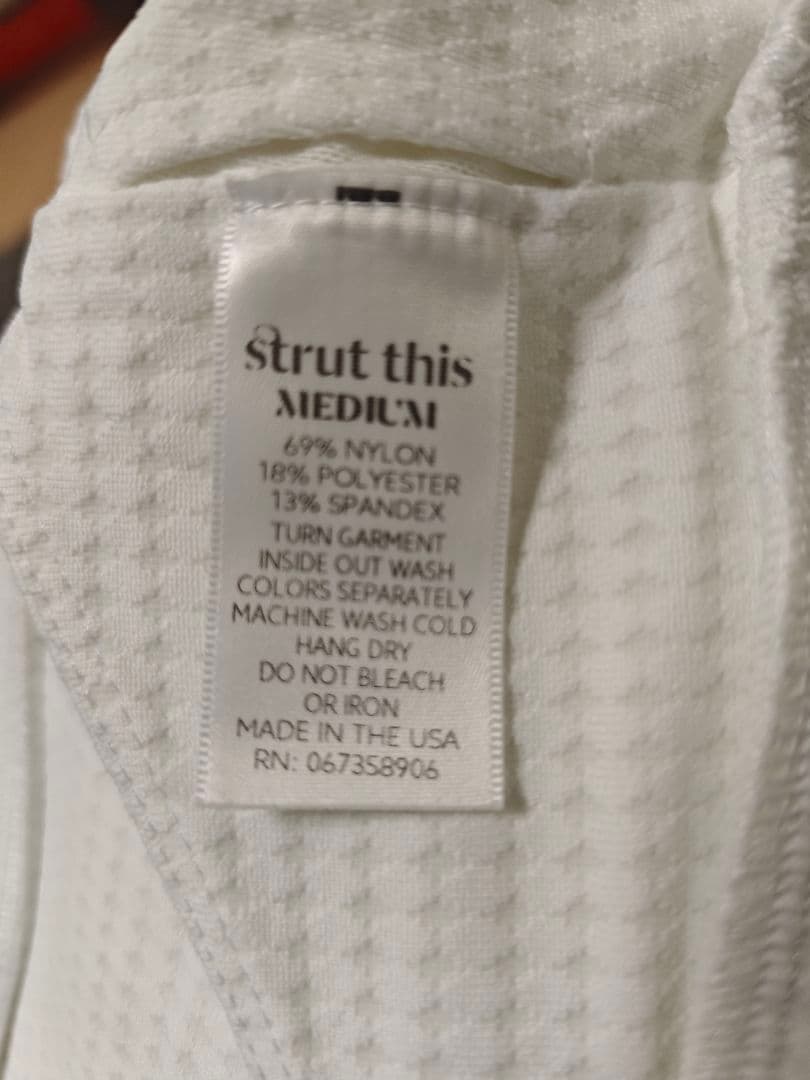 strut this
MEDIUM
69% NYLON
18% POLYESTER
13% SPANDEX
TURN GARMENT
INSIDE OUT WASH
COLORS SEPARATELY
MACHINE WASH COLD
HANG DRY
DO NOT BLEACH
OR IRON
MADE IN THE USA
RN: 067358906